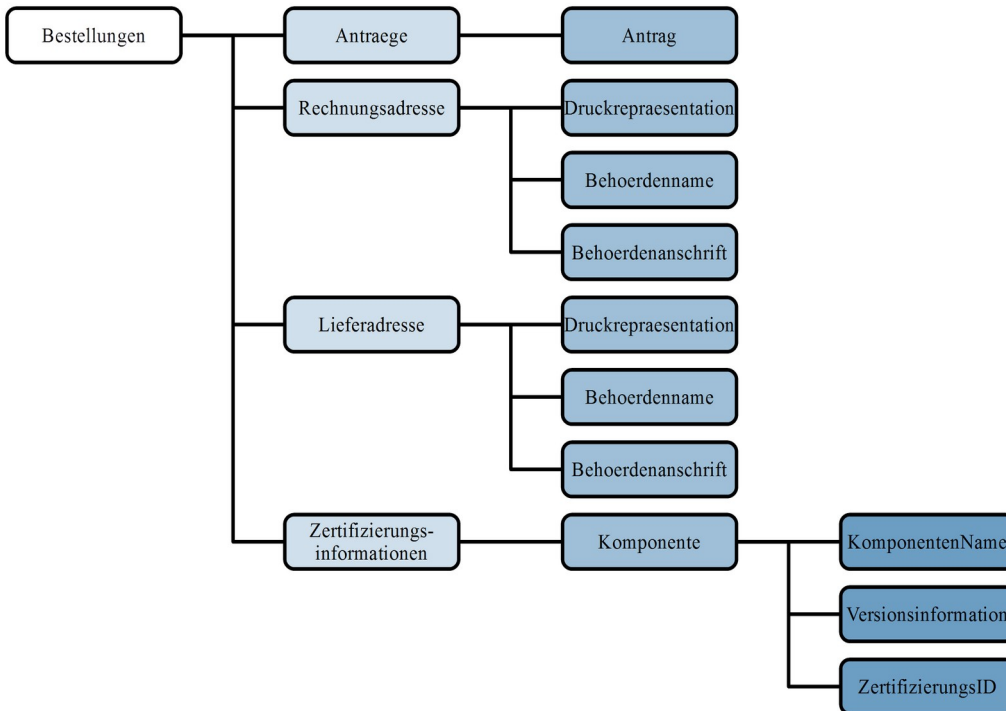 Bestellungen
Antraege
Antrag
Rechnungsadresse
Druckrepraesentation
Behoerdenname
Behoerdenanschrift
Lieferadresse
Druckrepraesentation
Behoerdenname
Behoerdenanschrift
Zertifizierungs-
informationen
Komponente
KomponentenName
Versionsinformation
ZertifizierungsID